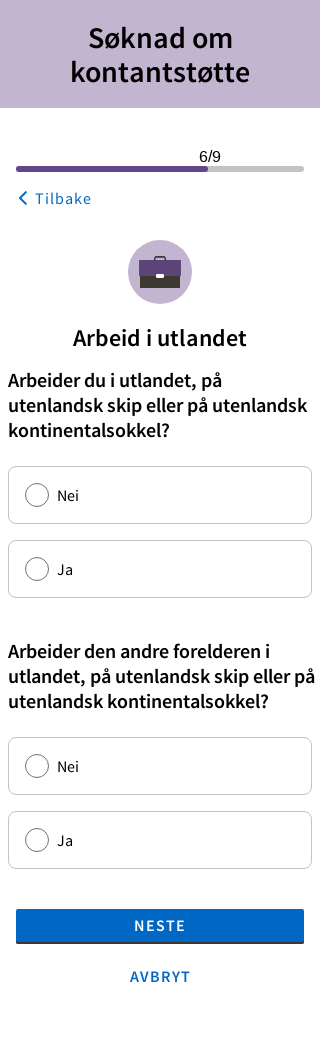 Søknad om
kontantstøtte
6/9
Tilbake
Arbeid i utlandet
Arbeider du i utlandet, på
utenlandsk skip eller på utenlandsk
kontinentalsokkel?
Nei
Ja
Arbeider den andre forelderen i
utlandet, på utenlandsk skip eller på
utenlandsk kontinentalsokkel?
Nei
Ja
NESTE
AVBRYT